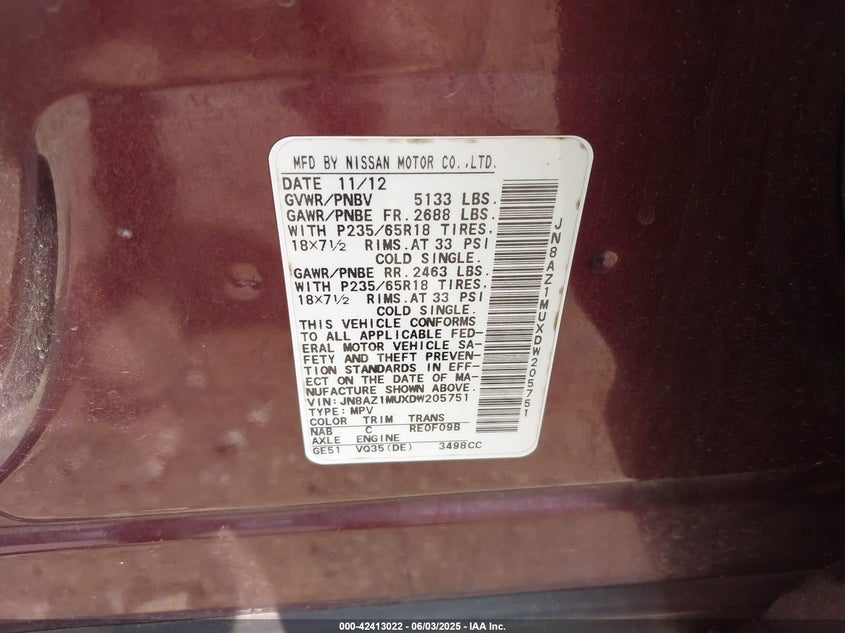 MFD BY NISSAN MOTOR CO.,LTD.
DATE 11/12
GVWR/PNBV 5133 LBS.
GAWR/PNBE FR. 2688 LBS.
WITH P235/65R18 TIRES,
18×7½ RIMS. AT 33 PSI
COLD SINGLE.
GAWR/PNBE RR. 2463 LBS.
WITH P235/65R18 TIRES,
18×7½ RIMS. AT 33 PSI
COLD SINGLE.
THIS VEHICLE CONFORMS
TO ALL APPLICABLE FED-
ERAL MOTOR VEHICLE SA-
FETY AND THEFT PREVEN-
TION STANDARDS IN EFF-
ECT ON THE DATE OF MA-
NUFACTURE SHOWN ABOVE.
VIN: JN8AZ1MUXDW205751
TYPE: MPV
COLOR TRIM TRANS
NAB C RE0F09B
AXLE ENGINE
GE51 VQ35(DE) 3498CC
JN8AZ1MUXDW205751
000-42413022 - 06/03/2025 - IAA Inc.